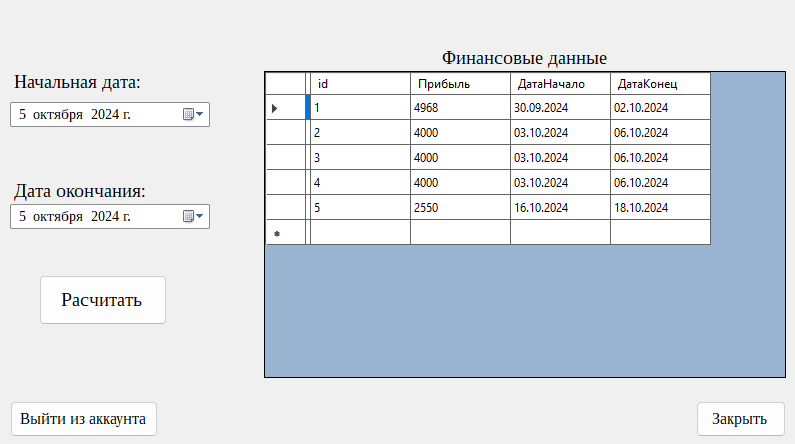 Финансовые данные
Начальная дата:
5 октября 2024 г.
Дата окончания:
5 октября 2024 г.
Расчитать
id Прибыль ДатаНачало ДатаКонец
1 4968 30.09.2024 02.10.2024
2 4000 03.10.2024 06.10.2024
3 4000 03.10.2024 06.10.2024
4 4000 03.10.2024 06.10.2024
5 2550 16.10.2024 18.10.2024
Выйти из аккаунта
Закрыть